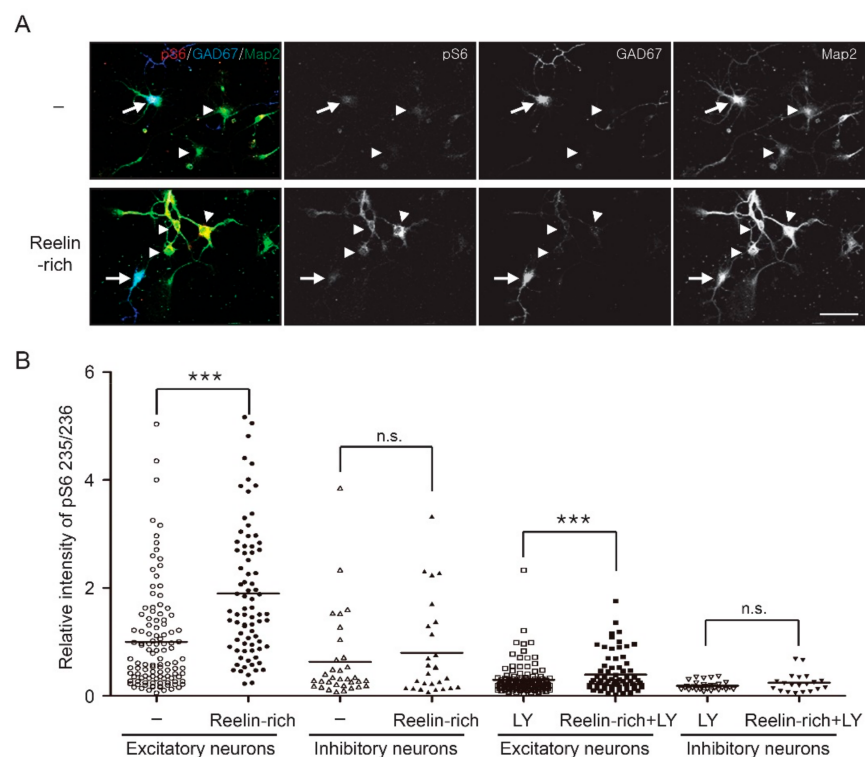 A
pS6/GAD67/Map2 pS6 GAD67 Map2
–
Reelin
-rich
B
Relative intensity of pS6 235/236
6
4
2
0
***
n.s.
***
n.s.
– Reelin-rich – Reelin-rich LY Reelin-rich+LY LY Reelin-rich+LY
Excitatory neurons Inhibitory neurons Excitatory neurons Inhibitory neurons